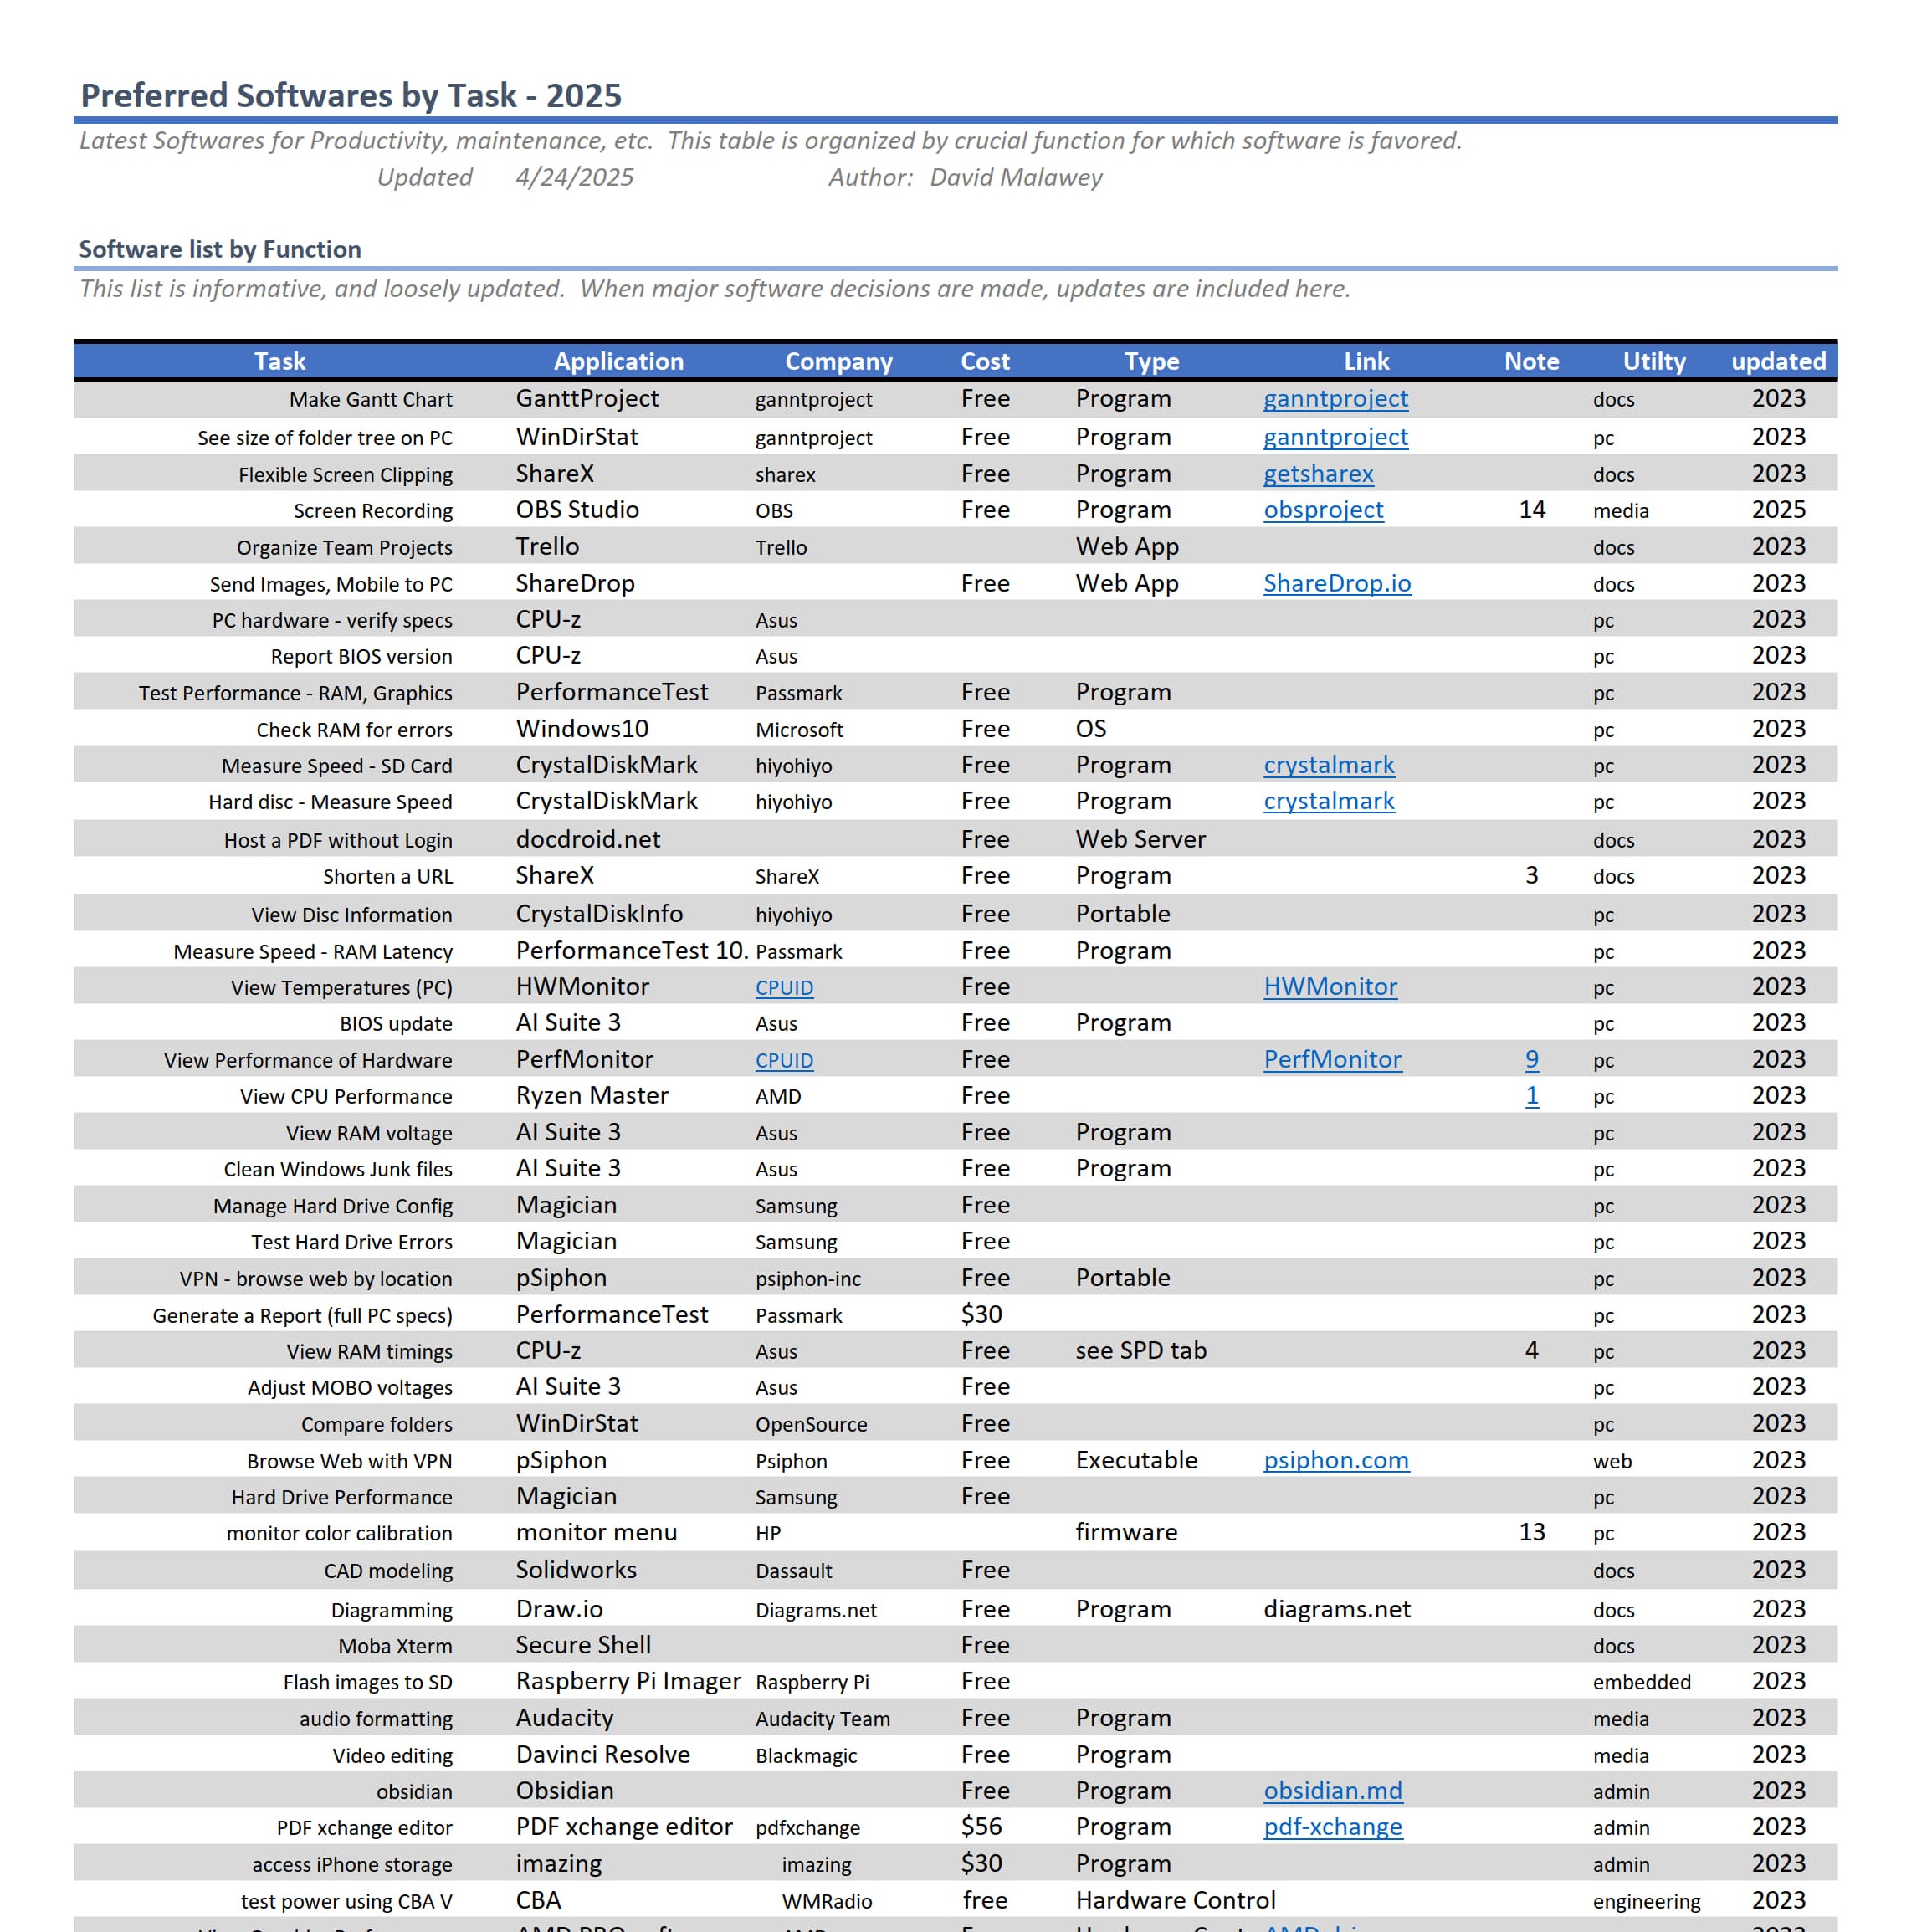 Preferred Softwares by Task - 2025
Latest Softwares for Productivity, maintenance, etc. This table is organized by crucial function for which software is favored.
Updated 4/24/2025 Author: David Malawey
Software list by Function
This list is informative, and loosely updated. When major software decisions are made, updates are included here.
Task Application Company Cost Type Link Note Utilty updated
Make Gantt Chart GanttProject ganntproject Free Program ganntproject docs 2023
See size of folder tree on PC WinDirStat ganntproject Free Program ganntproject pc 2023
Flexible Screen Clipping ShareX sharex Free Program getsharex docs 2023
Screen Recording OBS Studio OBS Free Program obsproject 14 media 2025
Organize Team Projects Trello Trello Web App docs 2023
Send Images, Mobile to PC ShareDrop Free Web App ShareDrop.io docs 2023
PC hardware - verify specs CPU-z Asus pc 2023
Report BIOS version CPU-z Asus pc 2023
Test Performance - RAM, Graphics PerformanceTest Passmark Free Program pc 2023
Check RAM for errors Windows10 Microsoft Free OS pc 2023
Measure Speed - SD Card CrystalDiskMark hiyohiyo Free Program crystalmark pc 2023
Hard disc - Measure Speed CrystalDiskMark hiyohiyo Free Program crystalmark pc 2023
Host a PDF without Login docdroid.net Free Web Server docs 2023
Shorten a URL ShareX ShareX Free Program 3 docs 2023
View Disc Information CrystalDiskInfo hiyohiyo Free Portable pc 2023
Measure Speed - RAM Latency PerformanceTest 10. Passmark Free Program pc 2023
View Temperatures (PC) HWMonitor CPUID Free HWMonitor pc 2023
BIOS update AI Suite 3 Asus Free Program pc 2023
View Performance of Hardware PerfMonitor CPUID Free PerfMonitor 9 pc 2023
View CPU Performance Ryzen Master AMD Free 1 pc 2023
View RAM voltage AI Suite 3 Asus Free Program pc 2023
Clean Windows Junk files AI Suite 3 Asus Free Program pc 2023
Manage Hard Drive Config Magician Samsung Free pc 2023
Test Hard Drive Errors Magician Samsung Free pc 2023
VPN - browse web by location pSiphon psiphon-inc Free Portable pc 2023
Generate a Report (full PC specs) PerformanceTest Passmark $30 pc 2023
View RAM timings CPU-z Asus Free see SPD tab 4 pc 2023
Adjust MOBO voltages AI Suite 3 Asus Free pc 2023
Compare folders WinDirStat OpenSource Free pc 2023
Browse Web with VPN pSiphon Psiphon Free Executable psiphon.com web 2023
Hard Drive Performance Magician Samsung Free pc 2023
monitor color calibration monitor menu HP firmware 13 pc 2023
CAD modeling Solidworks Dassault Free docs 2023
Diagramming Draw.io Diagrams.net Free Program diagrams.net docs 2023
Moba Xterm Secure Shell Free docs 2023
Flash images to SD Raspberry Pi Imager Raspberry Pi Free embedded 2023
audio formatting Audacity Audacity Team Free Program media 2023
Video editing Davinci Resolve Blackmagic Free Program media 2023
obsidian Obsidian Free Program obsidian.md admin 2023
PDF xchange editor PDF xchange editor pdfxchange $56 Program pdf-xchange admin 2023
access iPhone storage imazing imazing $30 Program admin 2023
test power using CBA V CBA WMRadio free Hardware Control engineering 2023